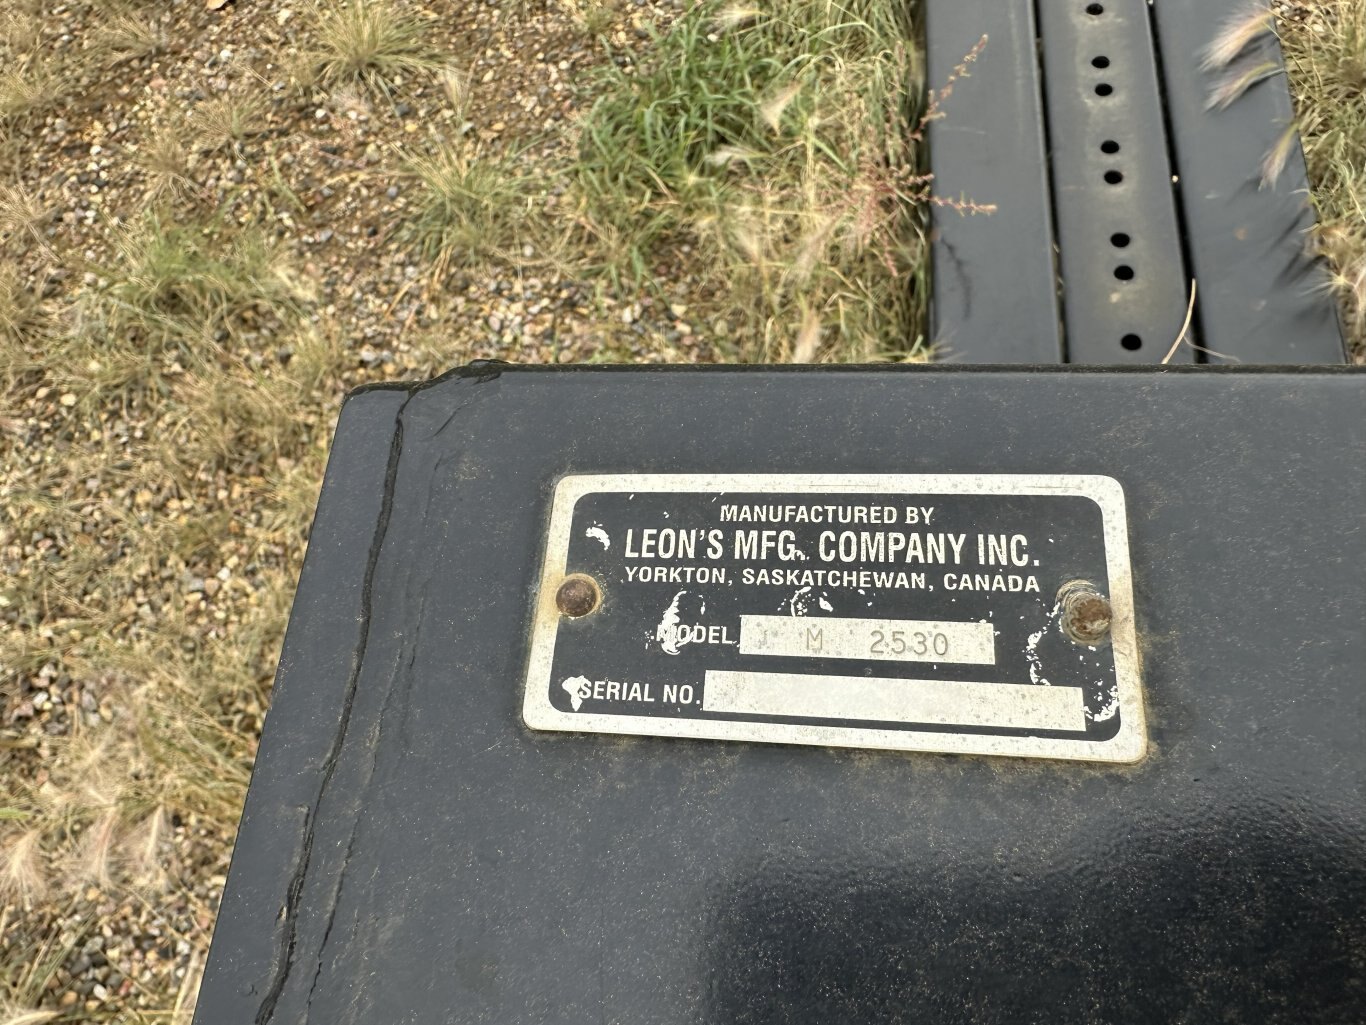 MANUFACTURED BY
LEON'S MFG. COMPANY INC.
YORKTON, SASKATCHEWAN, CANADA
MODEL M 2530
SERIAL NO.